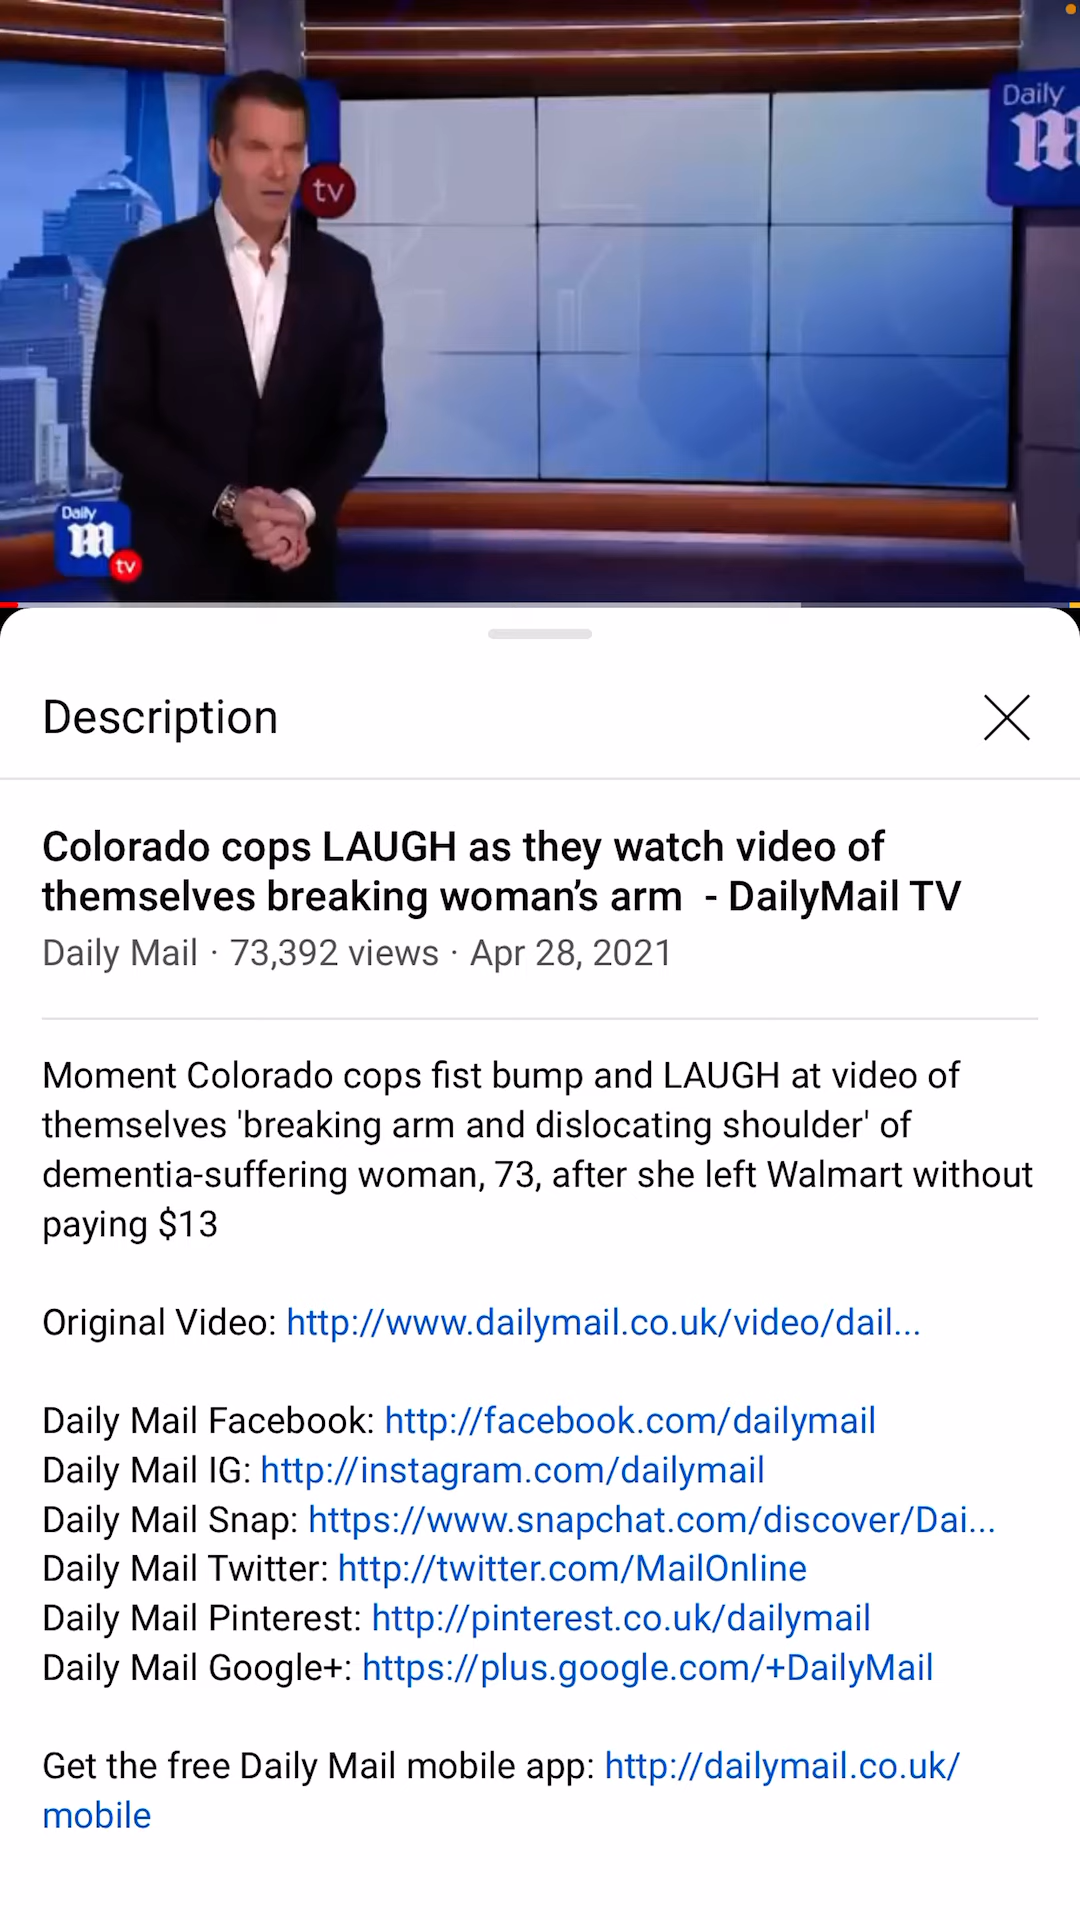 Daily
M
tv
Daily
M
tv
Description
Colorado cops LAUGH as they watch video of
themselves breaking woman’s arm - DailyMail TV
Daily Mail · 73,392 views · Apr 28, 2021
Moment Colorado cops fist bump and LAUGH at video of
themselves 'breaking arm and dislocating shoulder' of
dementia-suffering woman, 73, after she left Walmart without
paying $13
Original Video: http://www.dailymail.co.uk/video/dail...
Daily Mail Facebook: http://facebook.com/dailymail
Daily Mail IG: http://instagram.com/dailymail
Daily Mail Snap: https://www.snapchat.com/discover/Dai...
Daily Mail Twitter: http://twitter.com/MailOnline
Daily Mail Pinterest: http://pinterest.co.uk/dailymail
Daily Mail Google+: https://plus.google.com/+DailyMail
Get the free Daily Mail mobile app: http://dailymail.co.uk/
mobile